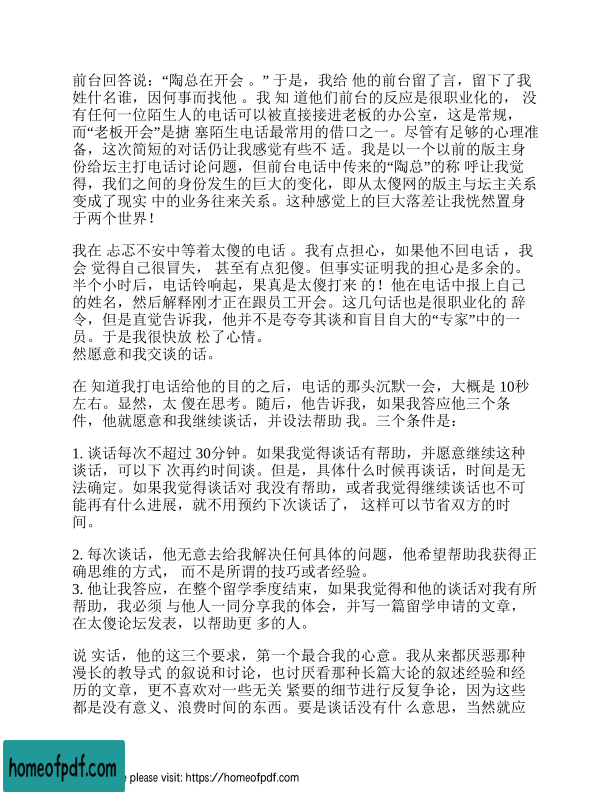 前台回答说：“陶总在开会 。” 于是，我给 他的前台留了言，留下了我
姓什名谁，因何事而找他 。我 知 道他们前台的反应是很职业化的， 没
有任何一位陌生人的电话可以被直接接进老板的办公室，这是常规，
而“老板开会”是搪 塞陌生电话最常用的借口之一。尽管有足够的心理准
备，这次简短的对话仍让我感觉有些不 适。我是以一个以前的版主身
份给坛主打电话讨论问题，但前台电话中传来的“陶总”的称 呼让我觉
得，我们之间的身份发生的巨大的变化，即从太傻网的版主与坛主关系
变成了现实 中的业务往来关系。这种感觉上的巨大落差让我恍然置身
于两个世界！
我在 忐忑不安中等着太傻的电话 。我有点担心，如果他不回电话 ，我
会 觉得自己很冒失， 甚至有点犯傻。但事实证明我的担心是多余的。
半个小时后，电话铃响起，果真是太傻打来 的！他在电话中报上自己
的姓名，然后解释刚才正在跟员工开会。这几句话也是很职业化的 辞
令，但是直觉告诉我，他并不是夸夸其谈和盲目自大的“专家”中的一
员。于是我很快放 松了心情。
然愿意和我交谈的话。
在 知道我打电话给他的目的之后，电话的那头沉默一会，大概是 10秒
左右。显然，太 傻在思考。随后，他告诉我，如果我答应他三个条
件，他就愿意和我继续谈话，并设法帮助 我。三个条件是：
1. 谈话每次不超过 30分钟。如果我觉得谈话有帮助，并愿意继续这种
谈话，可以下 次再约时间谈。但是，具体什么时候再谈话，时间是无
法确定。如果我觉得谈话对 我没有帮助，或者我觉得继续谈话也不可
能再有什么进展，就不用预约下次谈话了， 这样可以节省双方的时
间。
2. 每次谈话，他无意去给我解决任何具体的问题，他希望帮助我获得正
确思维的方式， 而不是所谓的技巧或者经验。
3. 他让我答应，在整个留学季度结束，如果我觉得和他的谈话对我有所
帮助，我必须 与他人一同分享我的体会，并写一篇留学申请的文章，
在太傻论坛发表，以帮助更 多的人。
说 实话，他的这三个要求，第一个最合我的心意。我从来都厌恶那种
漫长的教导式 的叙说和讨论，也讨厌看那种长篇大论的叙述经验和经
历的文章，更不喜欢对一些无关 紧要的细节进行反复争论，因为这些
都是没有意义、浪费时间的东西。要是谈话没有什 么意思，当然就应
homeofpdf.com
please visit: https://homeofpdf.com